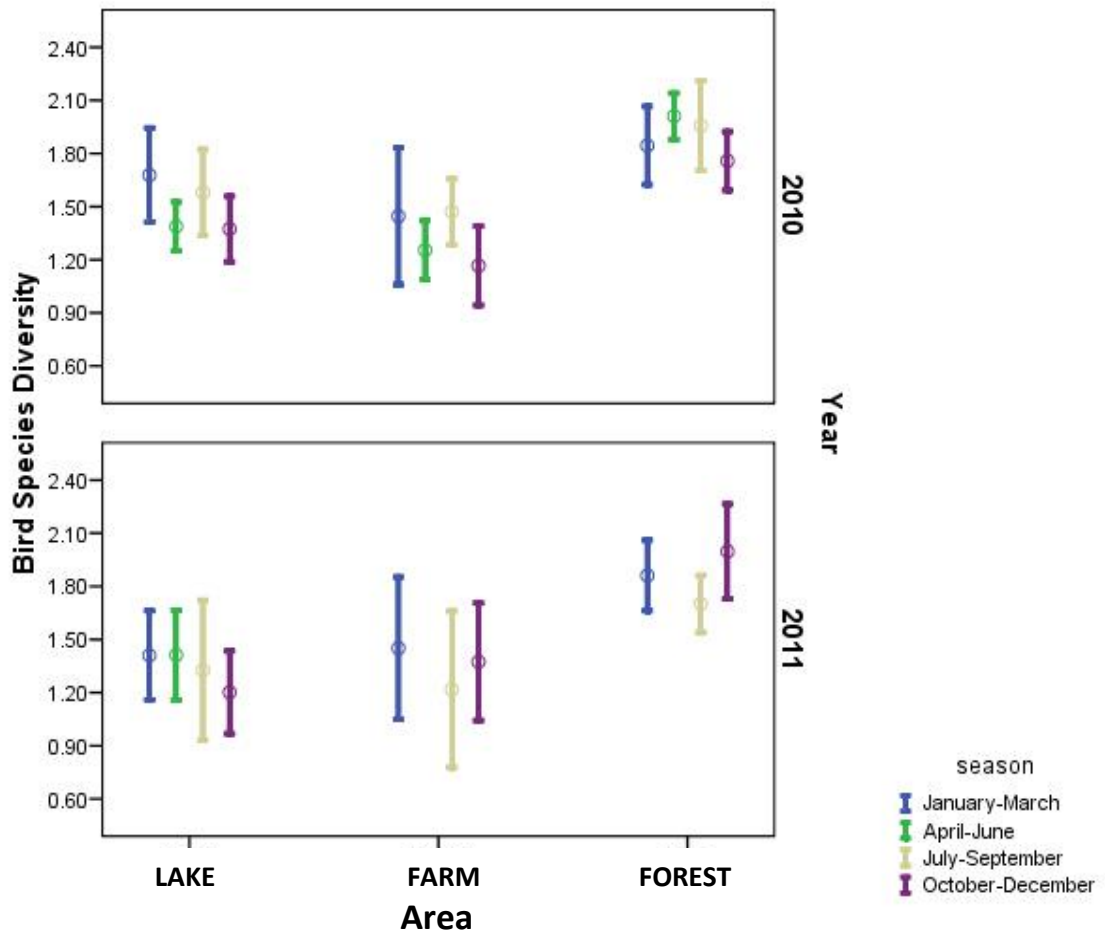 Bird Species Diversity
2.40
2.10
1.80
1.50
1.20
0.90
0.60
2010
2.40
2.10
1.80
1.50
1.20
0.90
0.60
2011
Year
LAKE FARM FOREST
Area
season
January-March
April-June
July-September
October-December